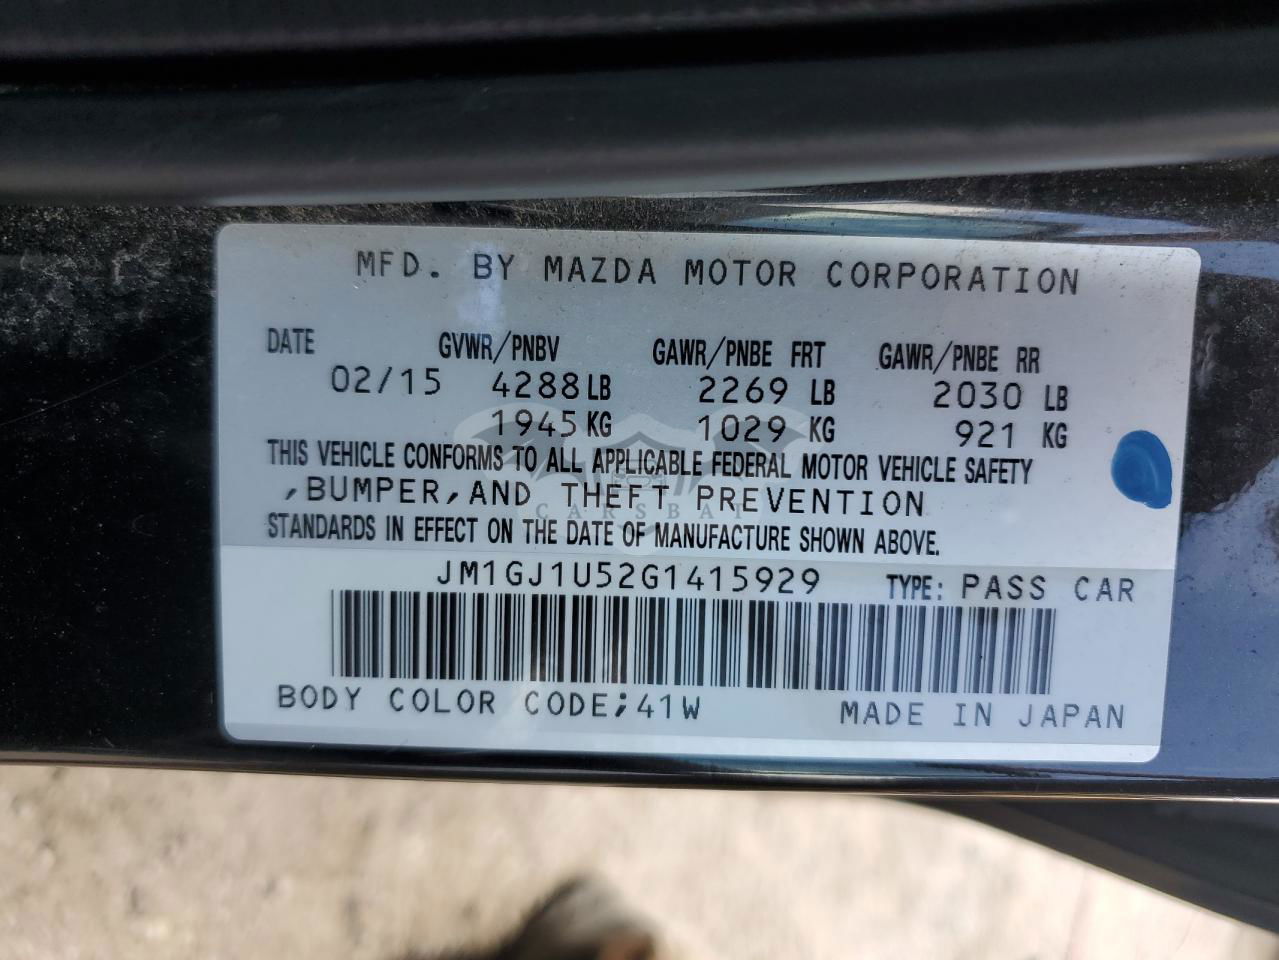 MFD. BY MAZDA MOTOR CORPORATION
DATE GVWR/PNBV GAWR/PNBE FRT GAWR/PNBE RR
02/15 4288 LB 2269 LB 2030 LB
1945 KG 1029 KG 921 KG
THIS VEHICLE CONFORMS TO ALL APPLICABLE FEDERAL MOTOR VEHICLE SAFETY
,BUMPER,AND THEFT PREVENTION
CARSBAT
STANDARDS IN EFFECT ON THE DATE OF MANUFACTURE SHOWN ABOVE.
JM1GJ1U52G1415929 TYPE: PASS CAR
BODY COLOR CODE;41W MADE IN JAPAN